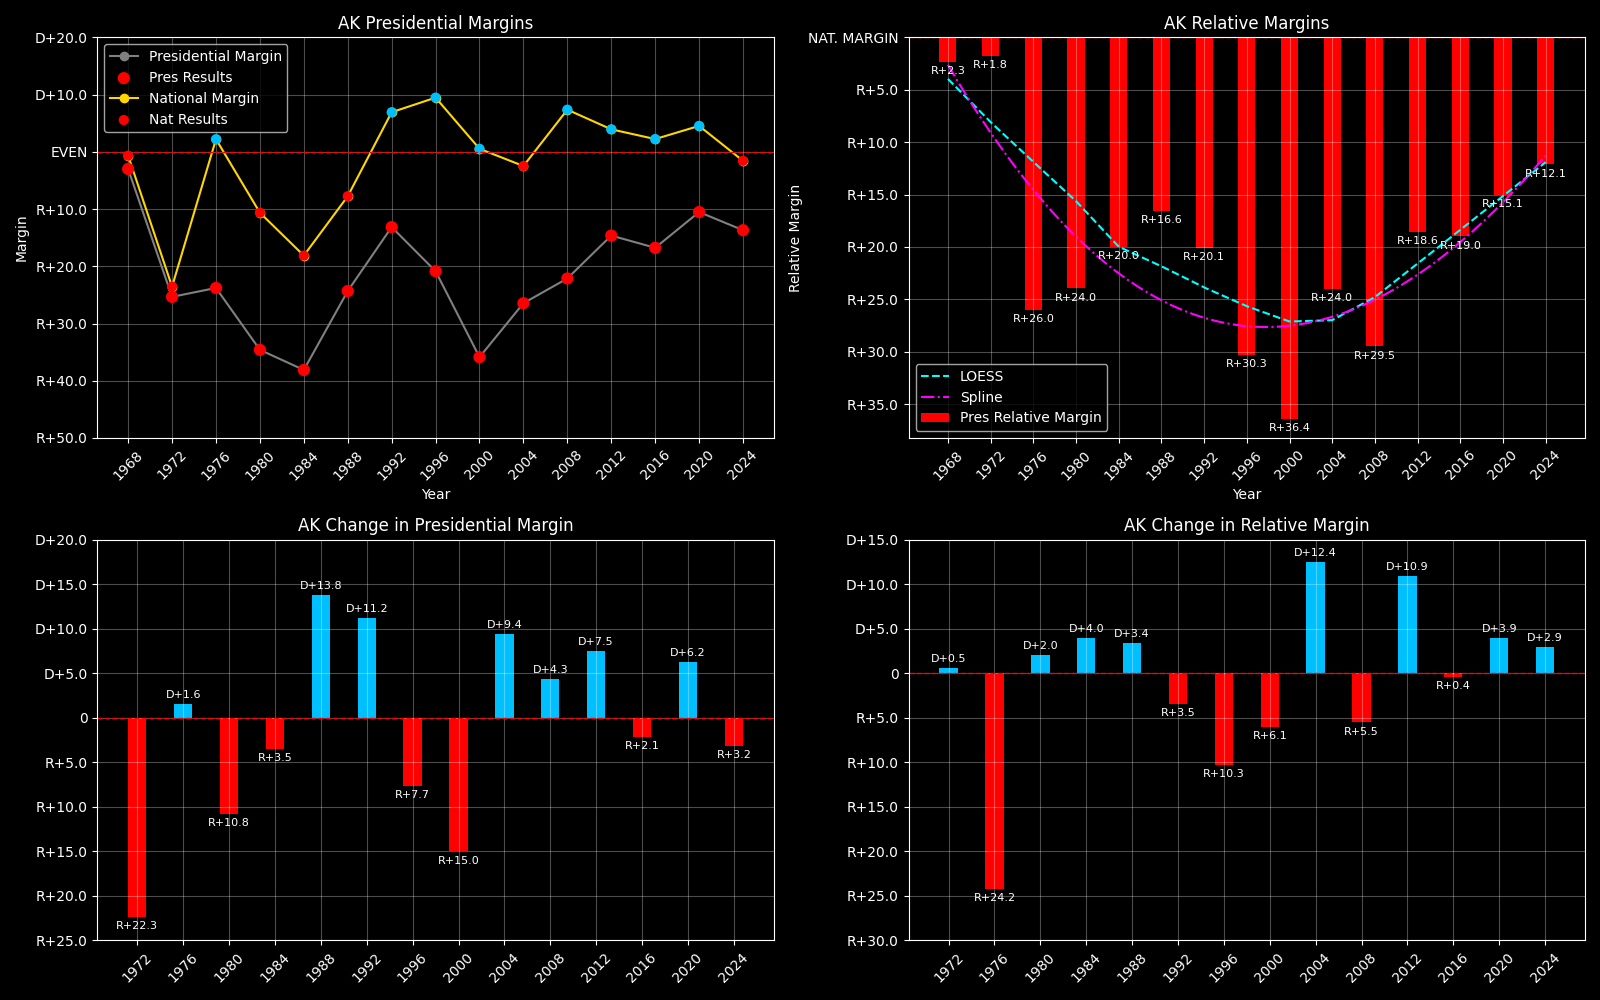 AK Presidential Margins
D+20.0
D+10.0
EVEN
R+10.0
R+20.0
R+30.0
R+40.0
R+50.0
Margin
Presidential Margin
Pres Results
National Margin
Nat Results
1968
1972
1976
1980
1984
1988
1992
1996
2000
2004
2008
2012
2016
2020
2024
Year
AK Relative Margins
NAT. MARGIN
R+5.0
R+10.0
R+15.0
R+20.0
R+25.0
R+30.0
R+35.0
Relative Margin
R+2.3
R+1.8
R+26.0
R+24.0
R+20.0
R+16.6
R+20.1
R+30.3
R+36.4
R+24.0
R+29.5
R+18.6
R+19.0
R+15.1
R+12.1
LOESS
Spline
Pres Relative Margin
1968
1972
1976
1980
1984
1988
1992
1996
2000
2004
2008
2012
2016
2020
2024
Year
AK Change in Presidential Margin
D+20.0
D+15.0
D+10.0
D+5.0
0
R+5.0
R+10.0
R+15.0
R+20.0
R+25.0
R+22.3
D+1.6
R+10.8
R+3.5
D+13.8
D+11.2
R+7.7
R+15.0
D+9.4
D+4.3
D+7.5
R+2.1
D+6.2
R+3.2
1972
1976
1980
1984
1988
1992
1996
2000
2004
2008
2012
2016
2020
2024
AK Change in Relative Margin
D+15.0
D+10.0
D+5.0
0
R+5.0
R+10.0
R+15.0
R+20.0
R+25.0
R+30.0
D+0.5
R+24.2
D+2.0
D+4.0
D+3.4
R+3.5
R+10.3
R+6.1
D+12.4
R+5.5
D+10.9
R+0.4
D+3.9
D+2.9
1972
1976
1980
1984
1988
1992
1996
2000
2004
2008
2012
2016
2020
2024